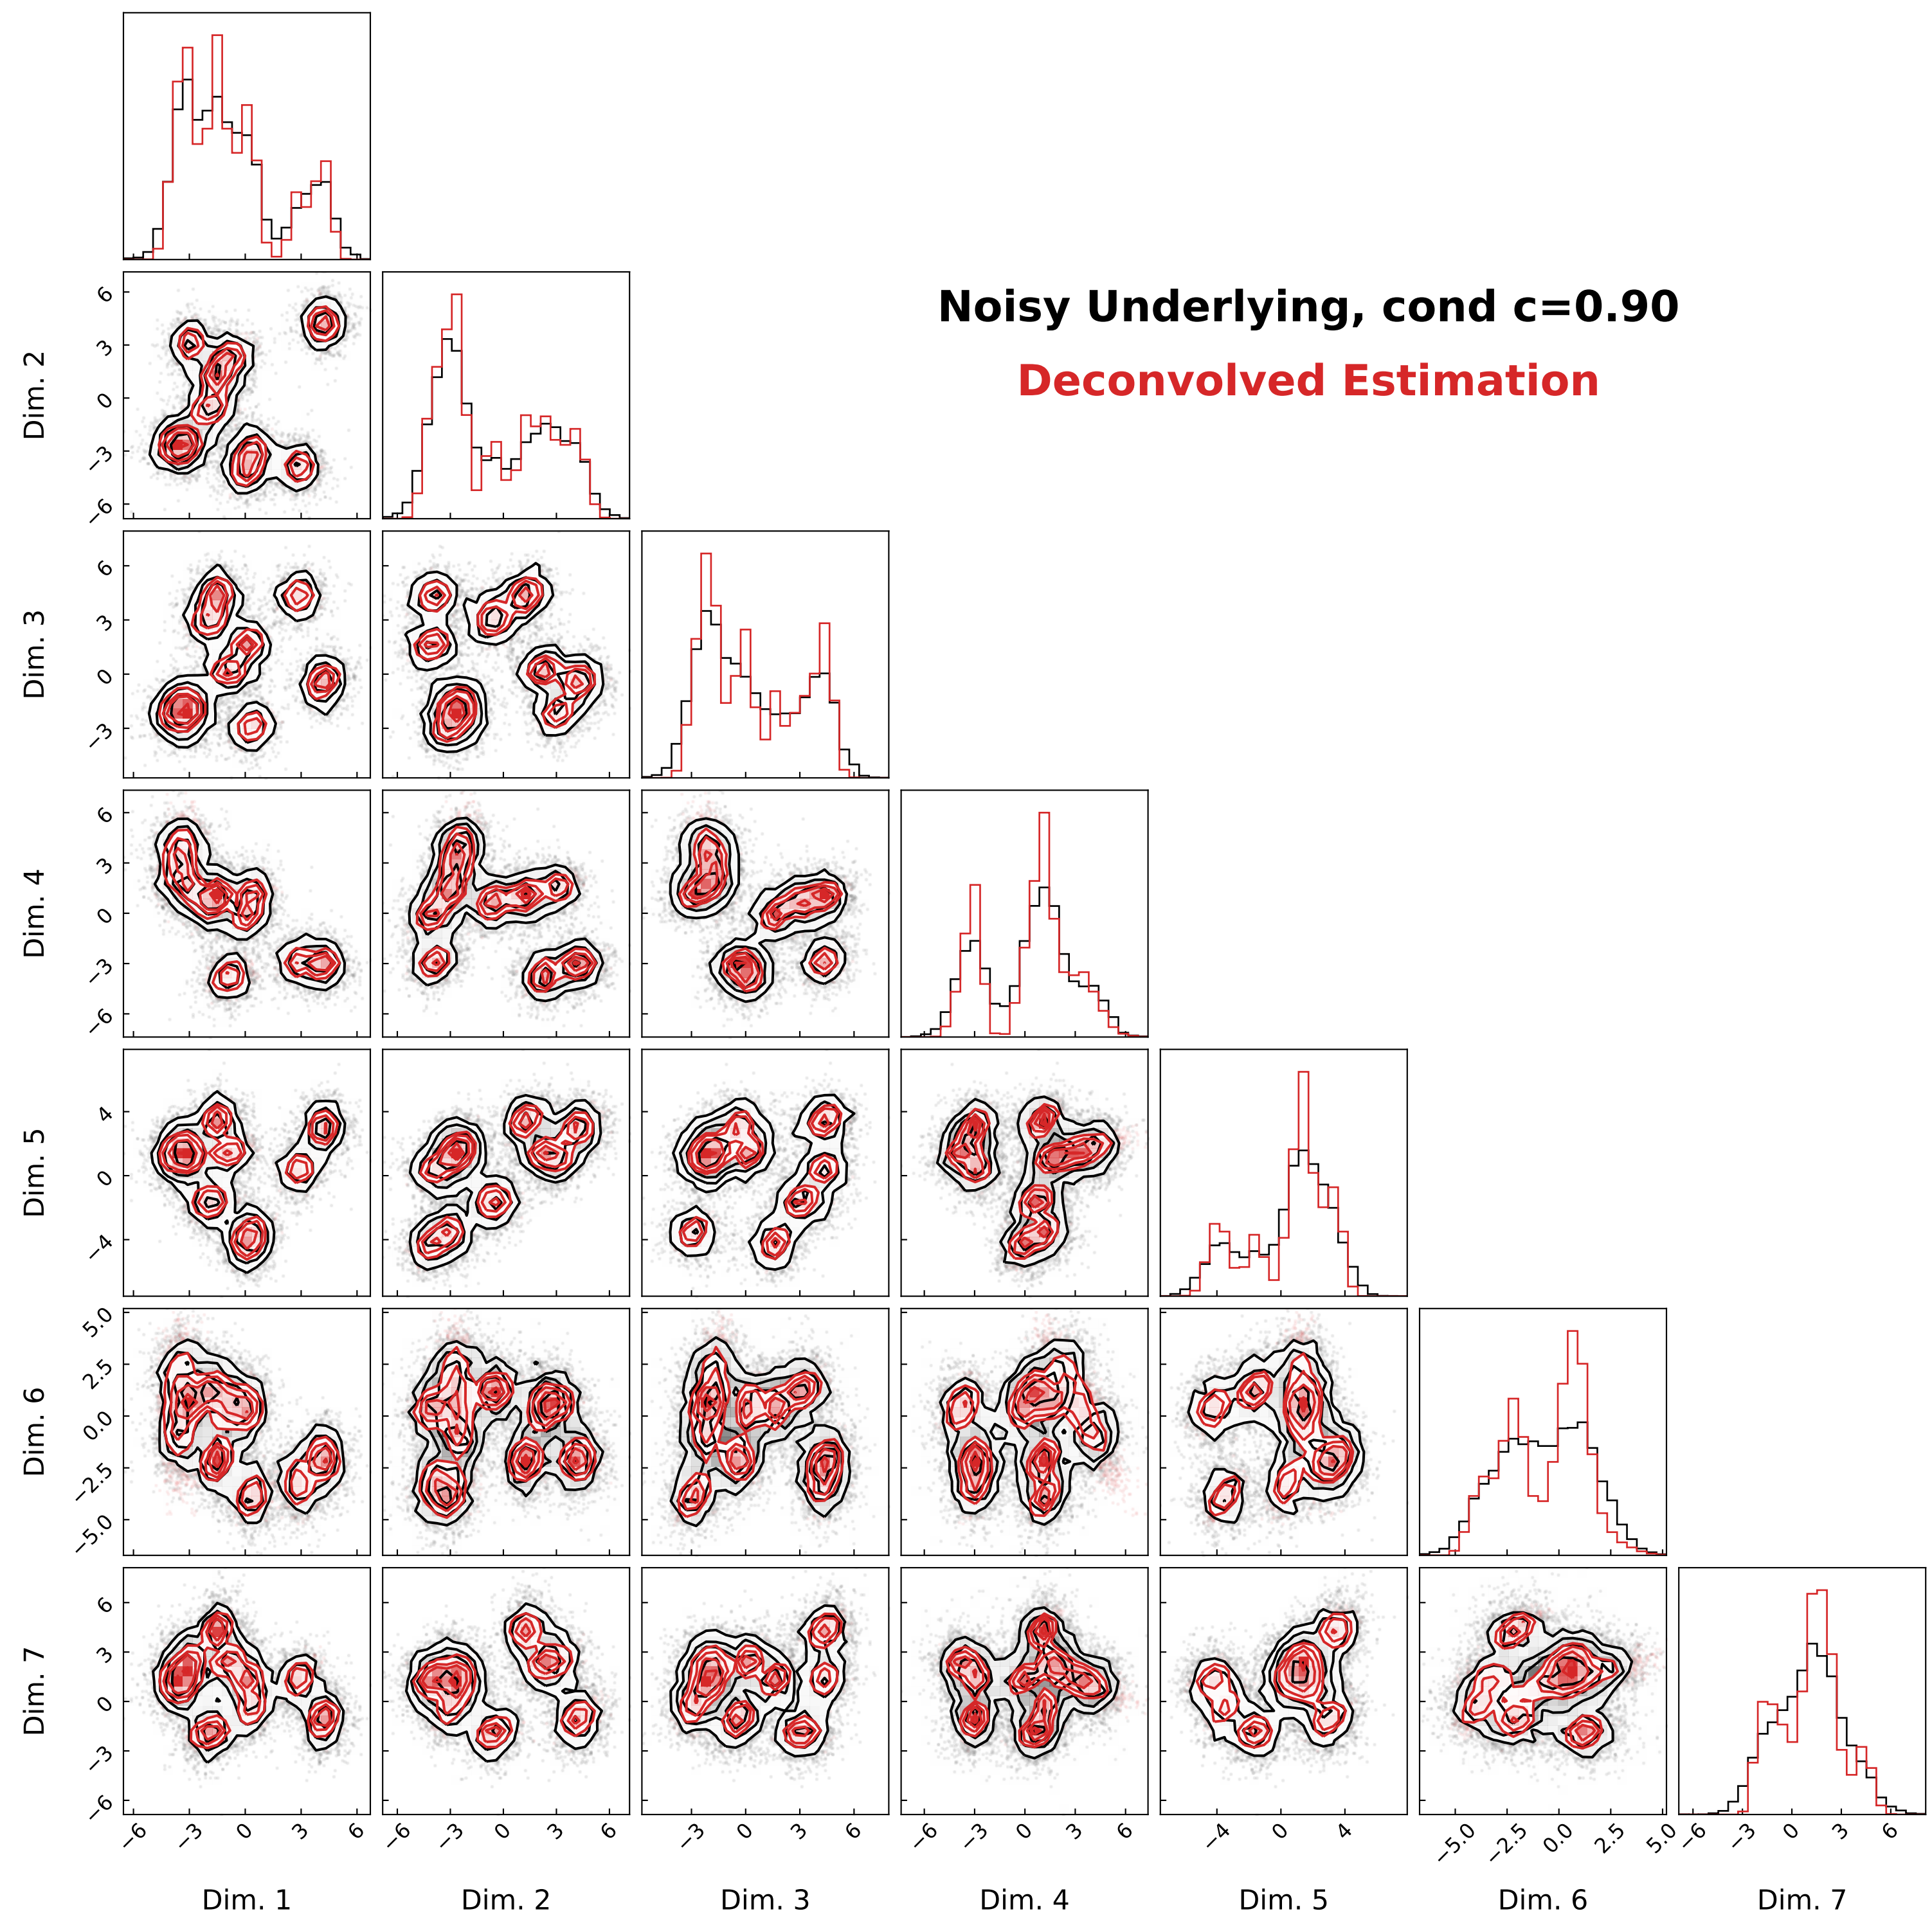 Noisy Underlying, cond c=0.90
Deconvolved Estimation
6
3
0
−3
−6
Dim. 2
6
3
0
−3
Dim. 3
6
3
0
−3
−6
Dim. 4
4
0
−4
Dim. 5
5.0
2.5
0.0
−2.5
−5.0
Dim. 6
6
3
0
−3
−6
Dim. 7
−6 −3 0 3 6 −6 −3 0 3 6 −3 0 3 6 −6 −3 0 3 6 −4 0 4 −5.0 −2.5 0.0 2.5 5.0 −6 −3 0 3 6
Dim. 1 Dim. 2 Dim. 3 Dim. 4 Dim. 5 Dim. 6 Dim. 7